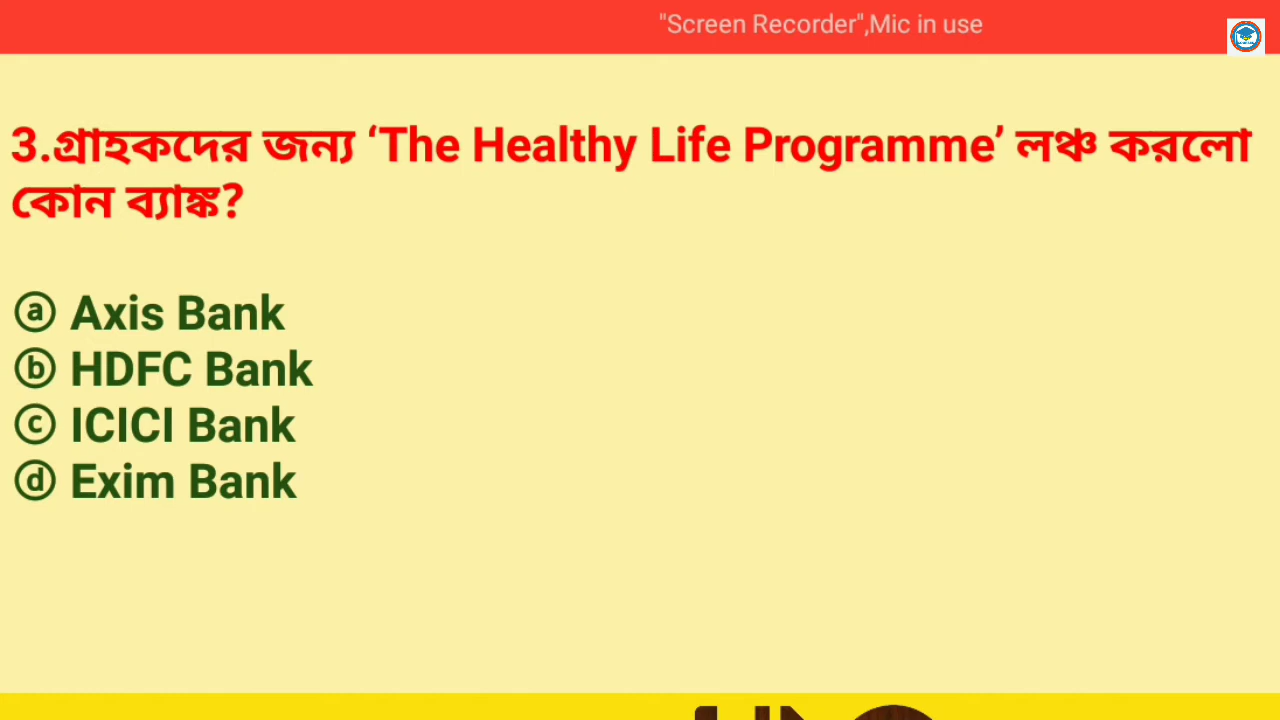 "Screen Recorder",Mic in use
3.গ্রাহকদের জন্য ‘The Healthy Life Programme’ লঞ্চ করলো
কোন ব্যাঙ্ক?
ⓐ Axis Bank
ⓑ HDFC Bank
ⓒ ICICI Bank
ⓓ Exim Bank